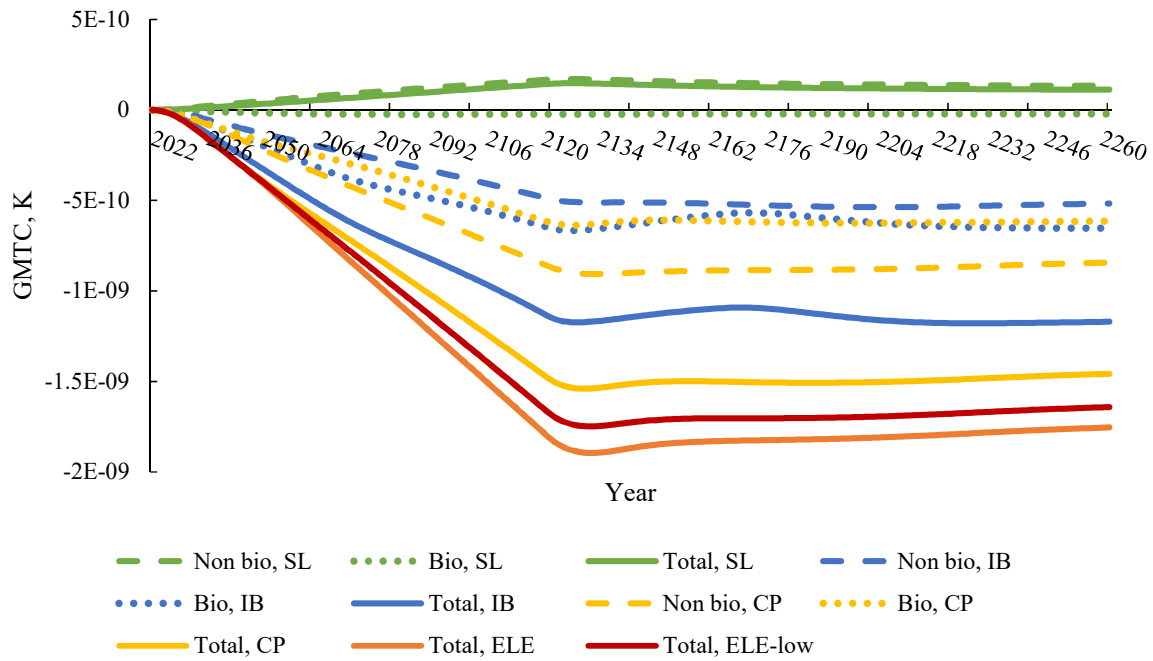 5E-10
0
-5E-10
-1E-09
-1.5E-09
-2E-09
GMTC, K
2022 2036 2050 2064 2078 2092 2106 2120 2134 2148 2162 2176 2190 2204 2218 2232 2246 2260
Year
Non bio, SL Bio, SL Total, SL Non bio, IB
Bio, IB Total, IB Non bio, CP Bio, CP
Total, CP Total, ELE Total, ELE-low